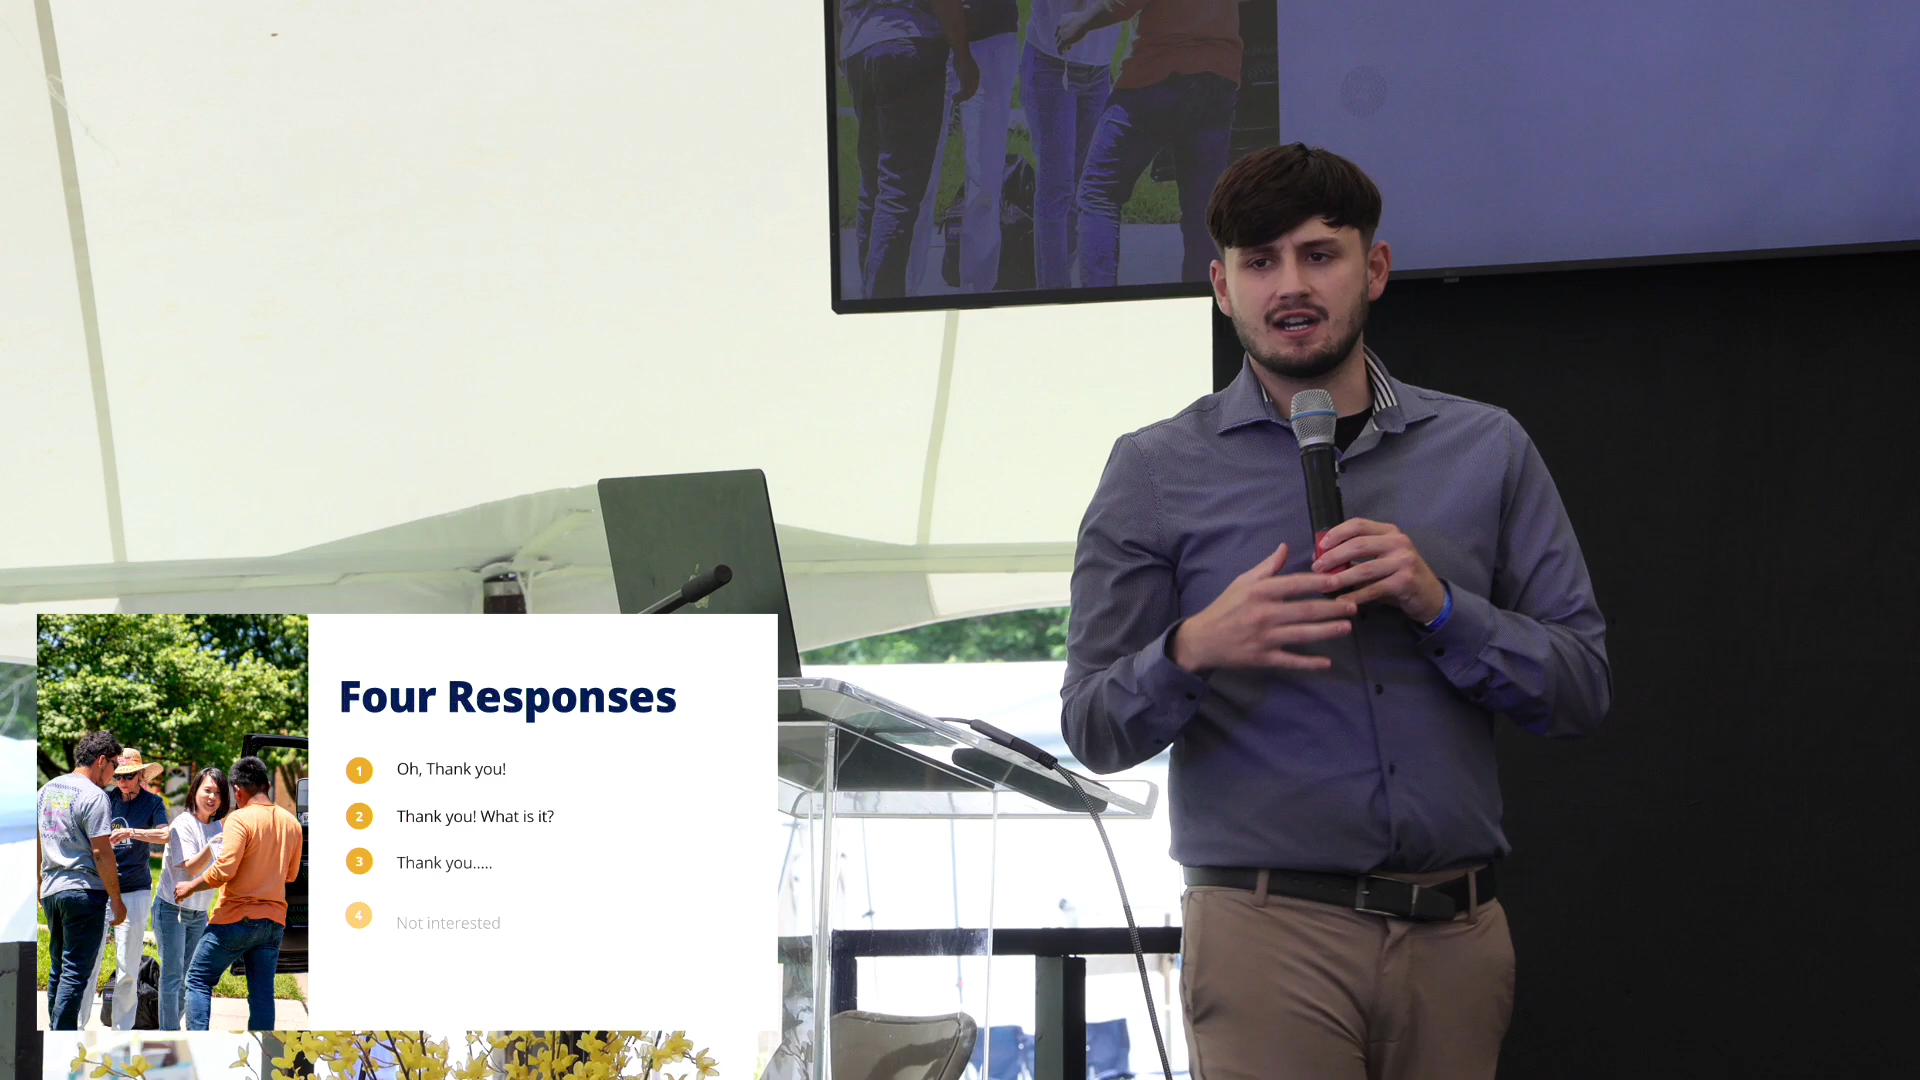 Four Responses
1 Oh, Thank you!
2 Thank you! What is it?
3 Thank you.....
4 Not interested